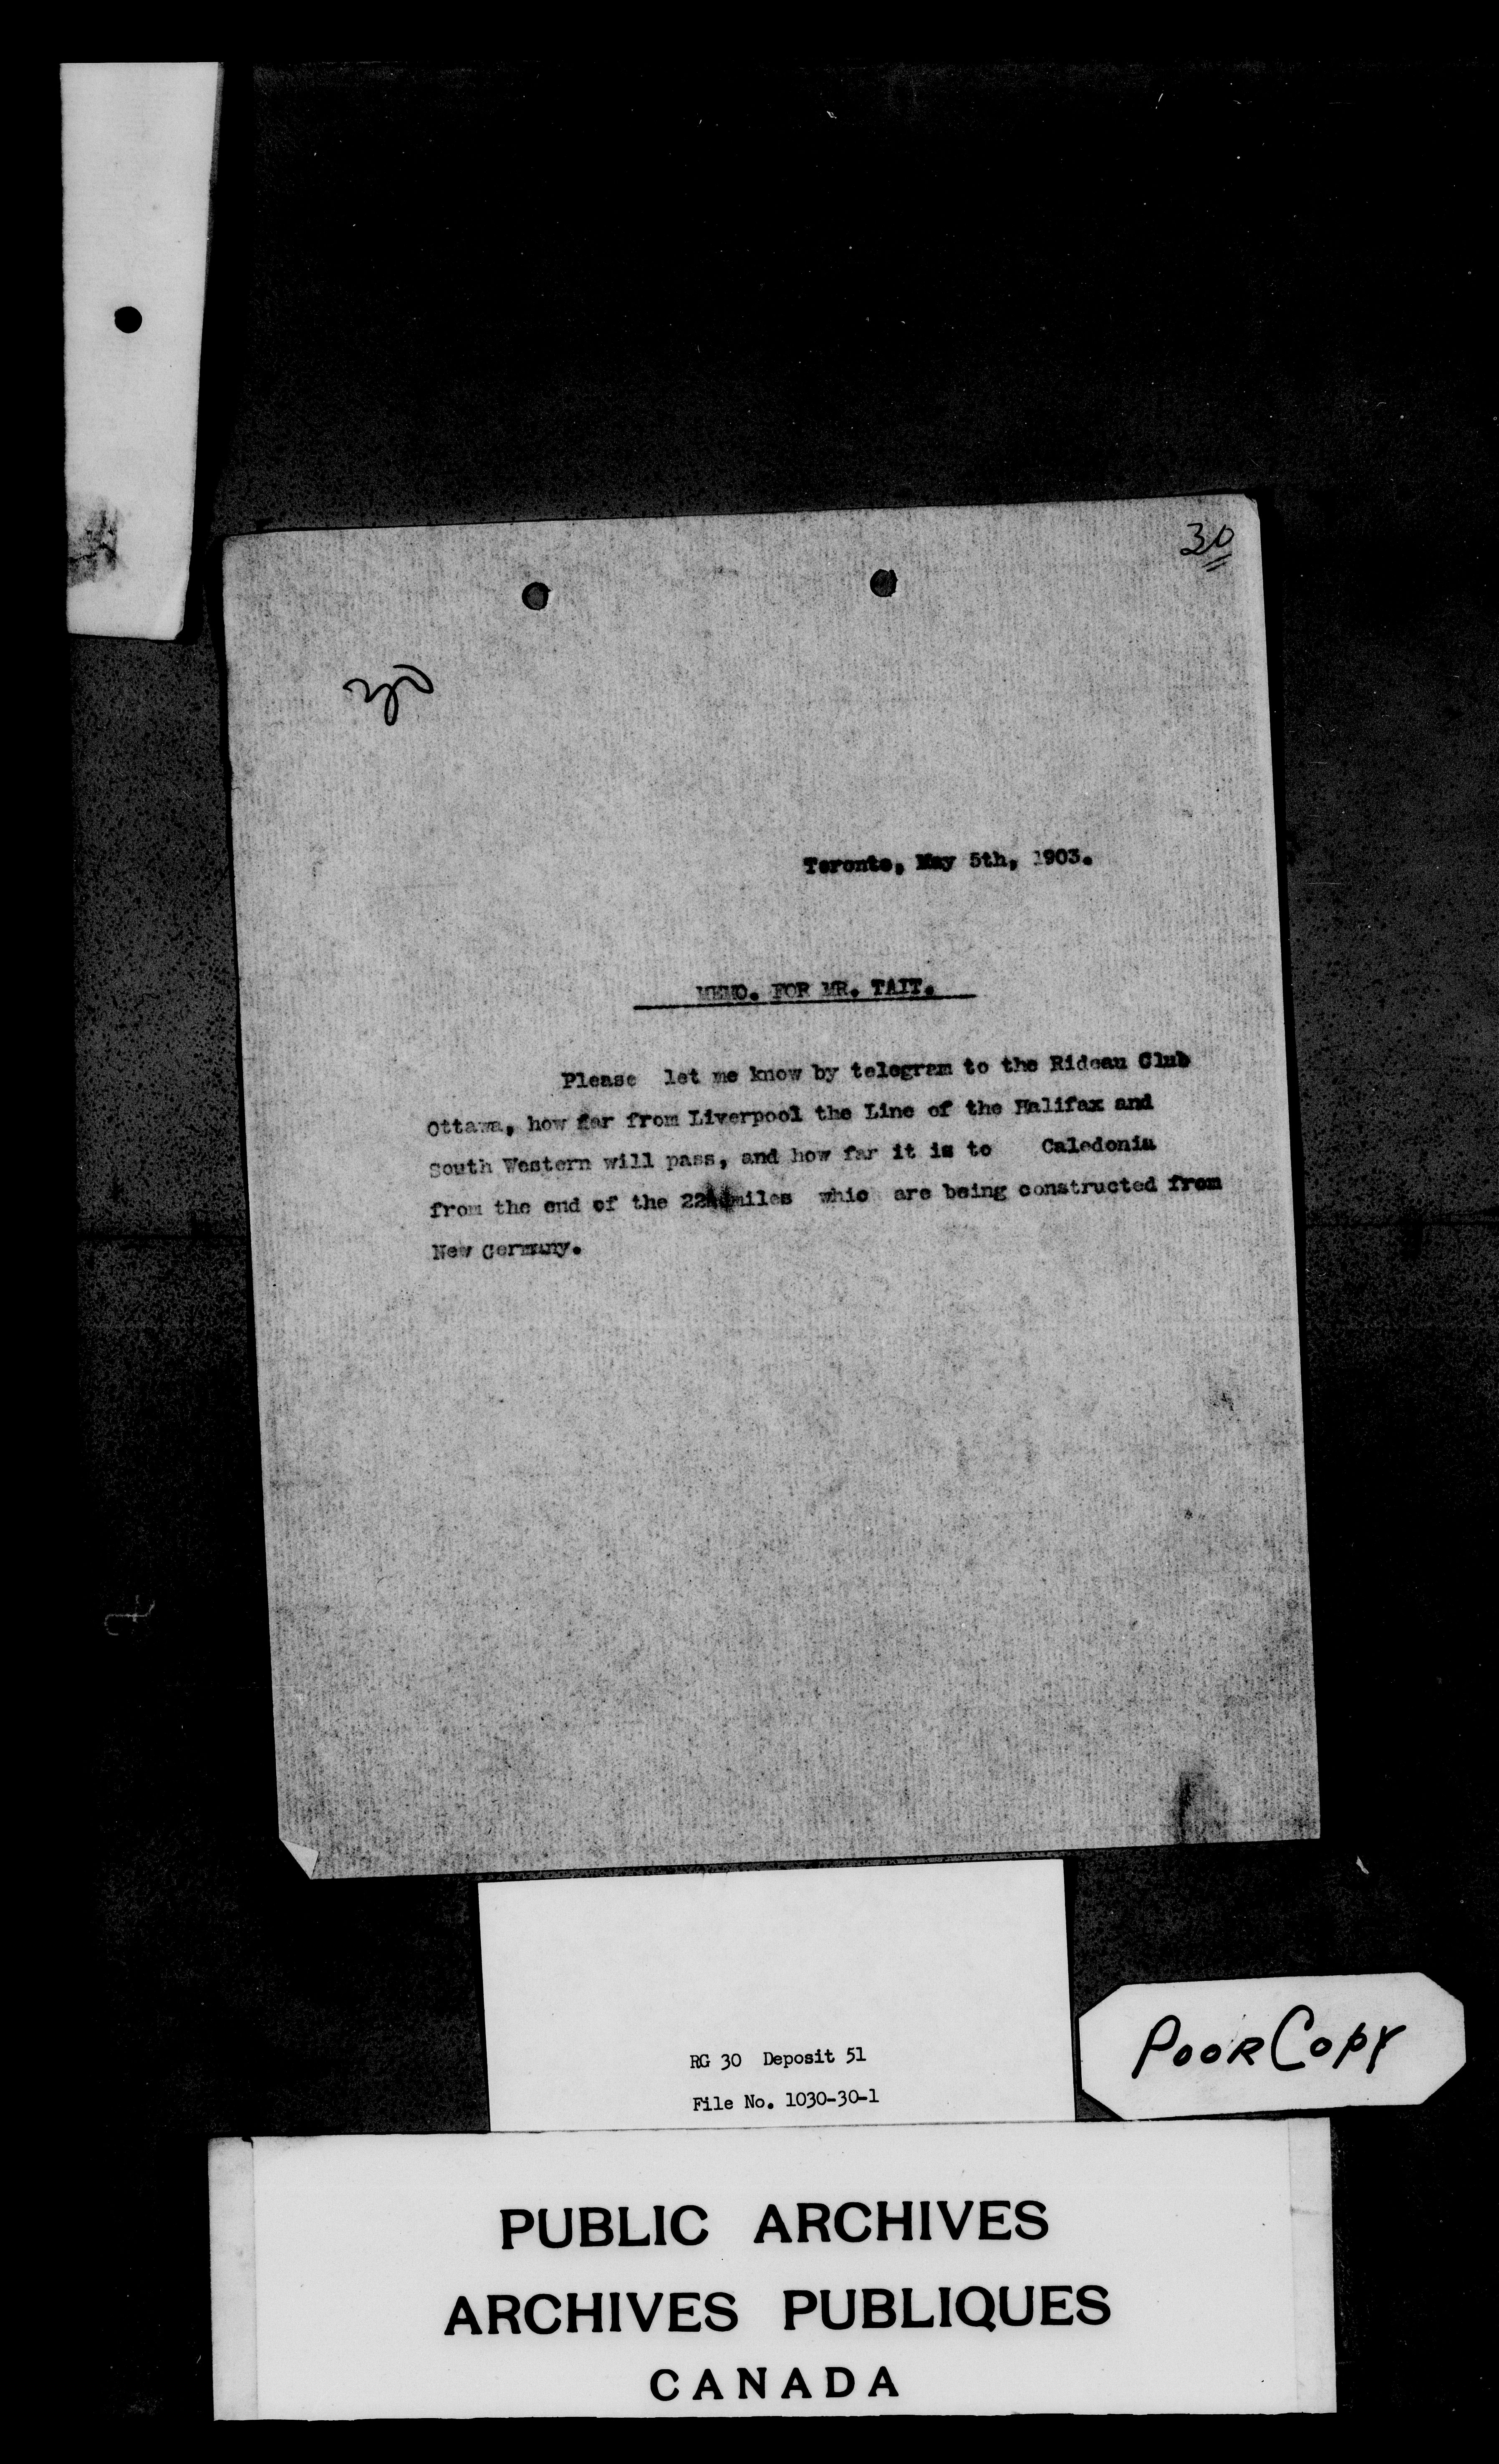 30
30
Toronto, May 5th, 1903.
MEMO. FOR MR. TAIT.
Please let me know by telegram to the Rideau Club
Ottawa, how far from Liverpool the Line of the Halifax and
South Western will pass, and how far it is to Caledonia
from the end of the 22 miles whic are being constructed from
New Germany.
RG 30 Deposit 51
File No. 1030-30-1
POOR COPY
PUBLIC ARCHIVES
ARCHIVES PUBLIQUES
CANADA